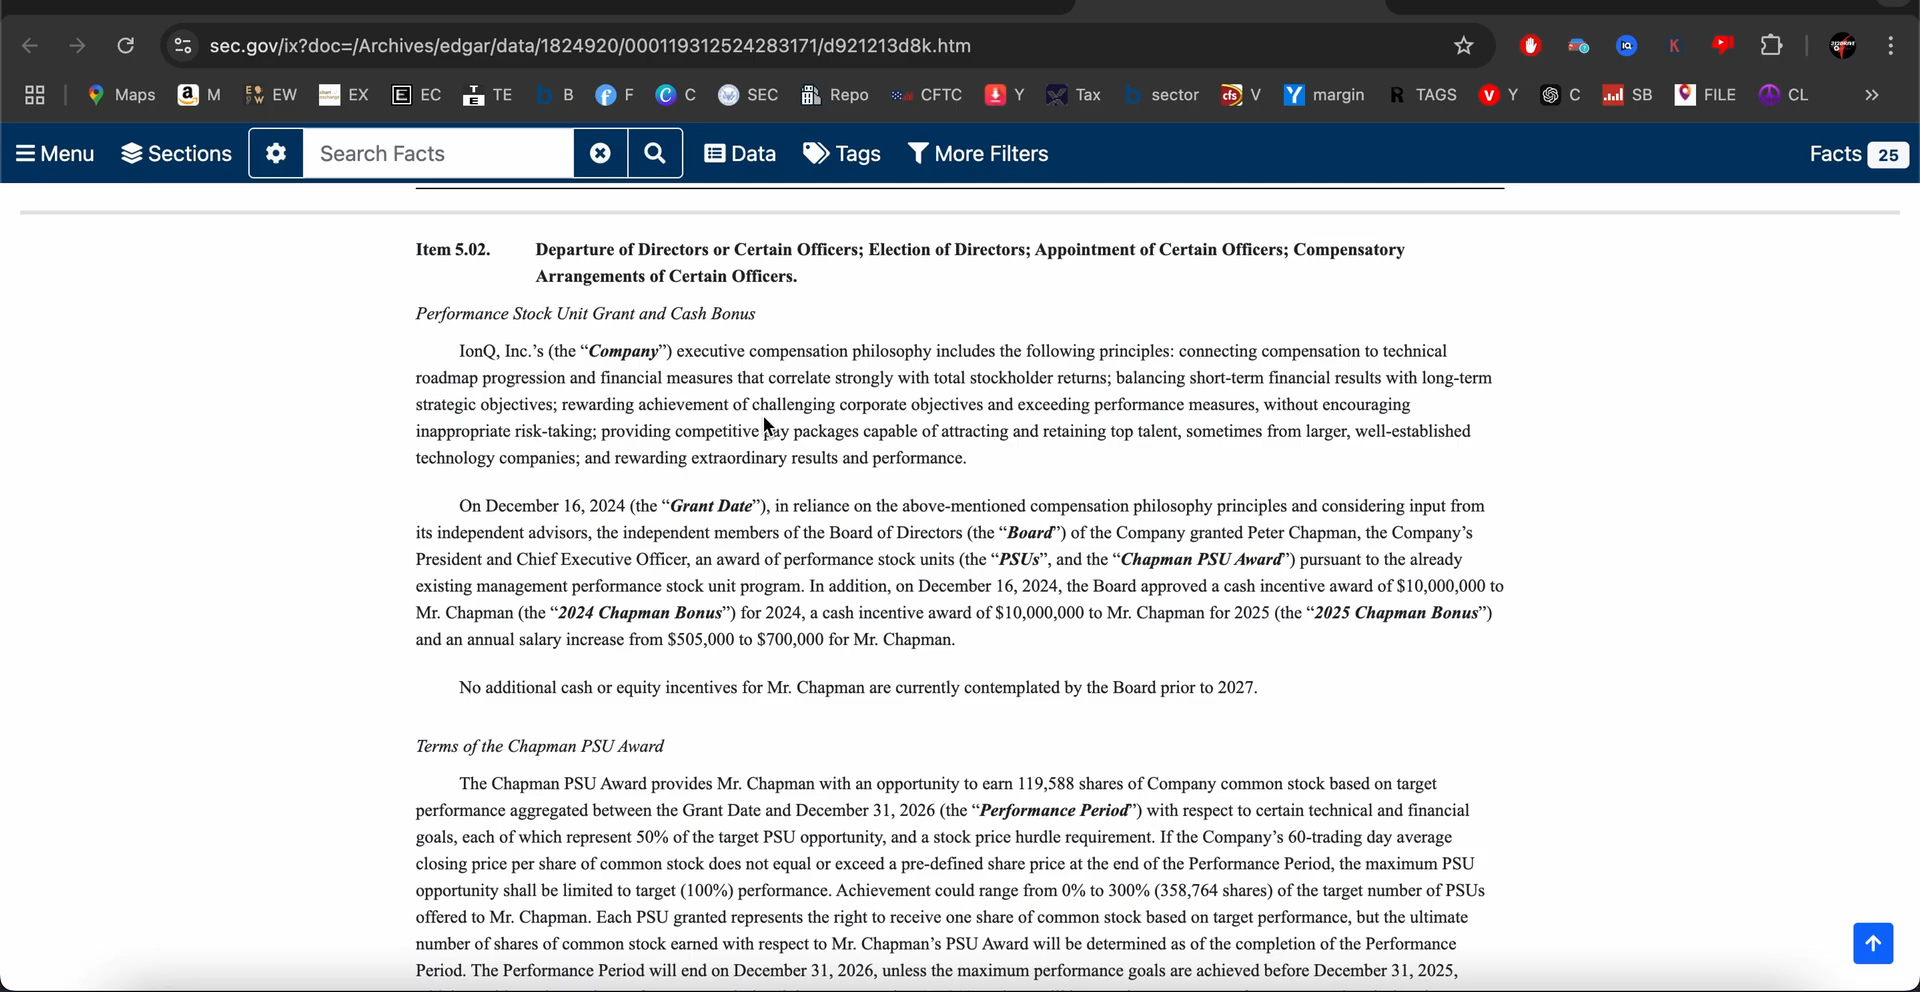 sec.gov/ix?doc=/Archives/edgar/data/1824920/000119312524283171/d921213d8k.htm
Maps M EW EX EC TE B F C SEC Repo CFTC Y Tax sector V margin TAGS Y C SB FILE CL »
Menu Sections Search Facts Data Tags More Filters Facts 25
Item 5.02. Departure of Directors or Certain Officers; Election of Directors; Appointment of Certain Officers; Compensatory
Arrangements of Certain Officers.
Performance Stock Unit Grant and Cash Bonus
IonQ, Inc.’s (the “Company”) executive compensation philosophy includes the following principles: connecting compensation to technical
roadmap progression and financial measures that correlate strongly with total stockholder returns; balancing short-term financial results with long-term
strategic objectives; rewarding achievement of challenging corporate objectives and exceeding performance measures, without encouraging
inappropriate risk-taking; providing competitive pay packages capable of attracting and retaining top talent, sometimes from larger, well-established
technology companies; and rewarding extraordinary results and performance.
On December 16, 2024 (the “Grant Date”), in reliance on the above-mentioned compensation philosophy principles and considering input from
its independent advisors, the independent members of the Board of Directors (the “Board”) of the Company granted Peter Chapman, the Company’s
President and Chief Executive Officer, an award of performance stock units (the “PSUs”, and the “Chapman PSU Award”) pursuant to the already
existing management performance stock unit program. In addition, on December 16, 2024, the Board approved a cash incentive award of $10,000,000 to
Mr. Chapman (the “2024 Chapman Bonus”) for 2024, a cash incentive award of $10,000,000 to Mr. Chapman for 2025 (the “2025 Chapman Bonus”)
and an annual salary increase from $505,000 to $700,000 for Mr. Chapman.
No additional cash or equity incentives for Mr. Chapman are currently contemplated by the Board prior to 2027.
Terms of the Chapman PSU Award
The Chapman PSU Award provides Mr. Chapman with an opportunity to earn 119,588 shares of Company common stock based on target
performance aggregated between the Grant Date and December 31, 2026 (the “Performance Period”) with respect to certain technical and financial
goals, each of which represent 50% of the target PSU opportunity, and a stock price hurdle requirement. If the Company’s 60-trading day average
closing price per share of common stock does not equal or exceed a pre-defined share price at the end of the Performance Period, the maximum PSU
opportunity shall be limited to target (100%) performance. Achievement could range from 0% to 300% (358,764 shares) of the target number of PSUs
offered to Mr. Chapman. Each PSU granted represents the right to receive one share of common stock based on target performance, but the ultimate
number of shares of common stock earned with respect to Mr. Chapman’s PSU Award will be determined as of the completion of the Performance
Period. The Performance Period will end on December 31, 2026, unless the maximum performance goals are achieved before December 31, 2025,